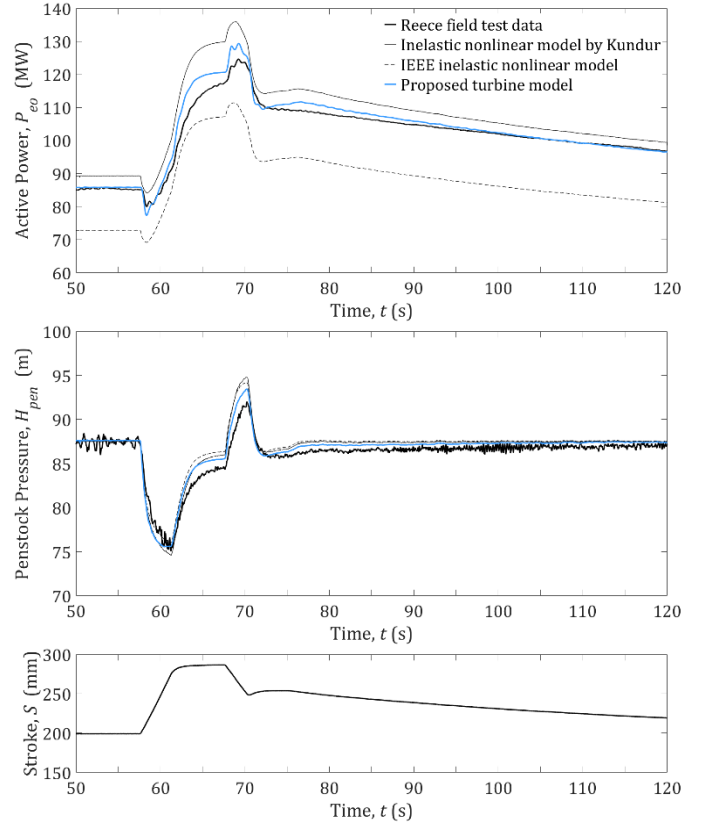 140
130
120
110
100
90
80
70
60
Active Power, P_eo (MW)
Reece field test data
Inelastic nonlinear model by Kundur
IEEE inelastic nonlinear model
Proposed turbine model
50 60 70 80 90 100 110 120
Time, t (s)
100
95
90
85
80
75
70
Penstock Pressure, H_pen (m)
50 60 70 80 90 100 110 120
Time, t (s)
300
250
200
150
Stroke, S (mm)
50 60 70 80 90 100 110 120
Time, t (s)